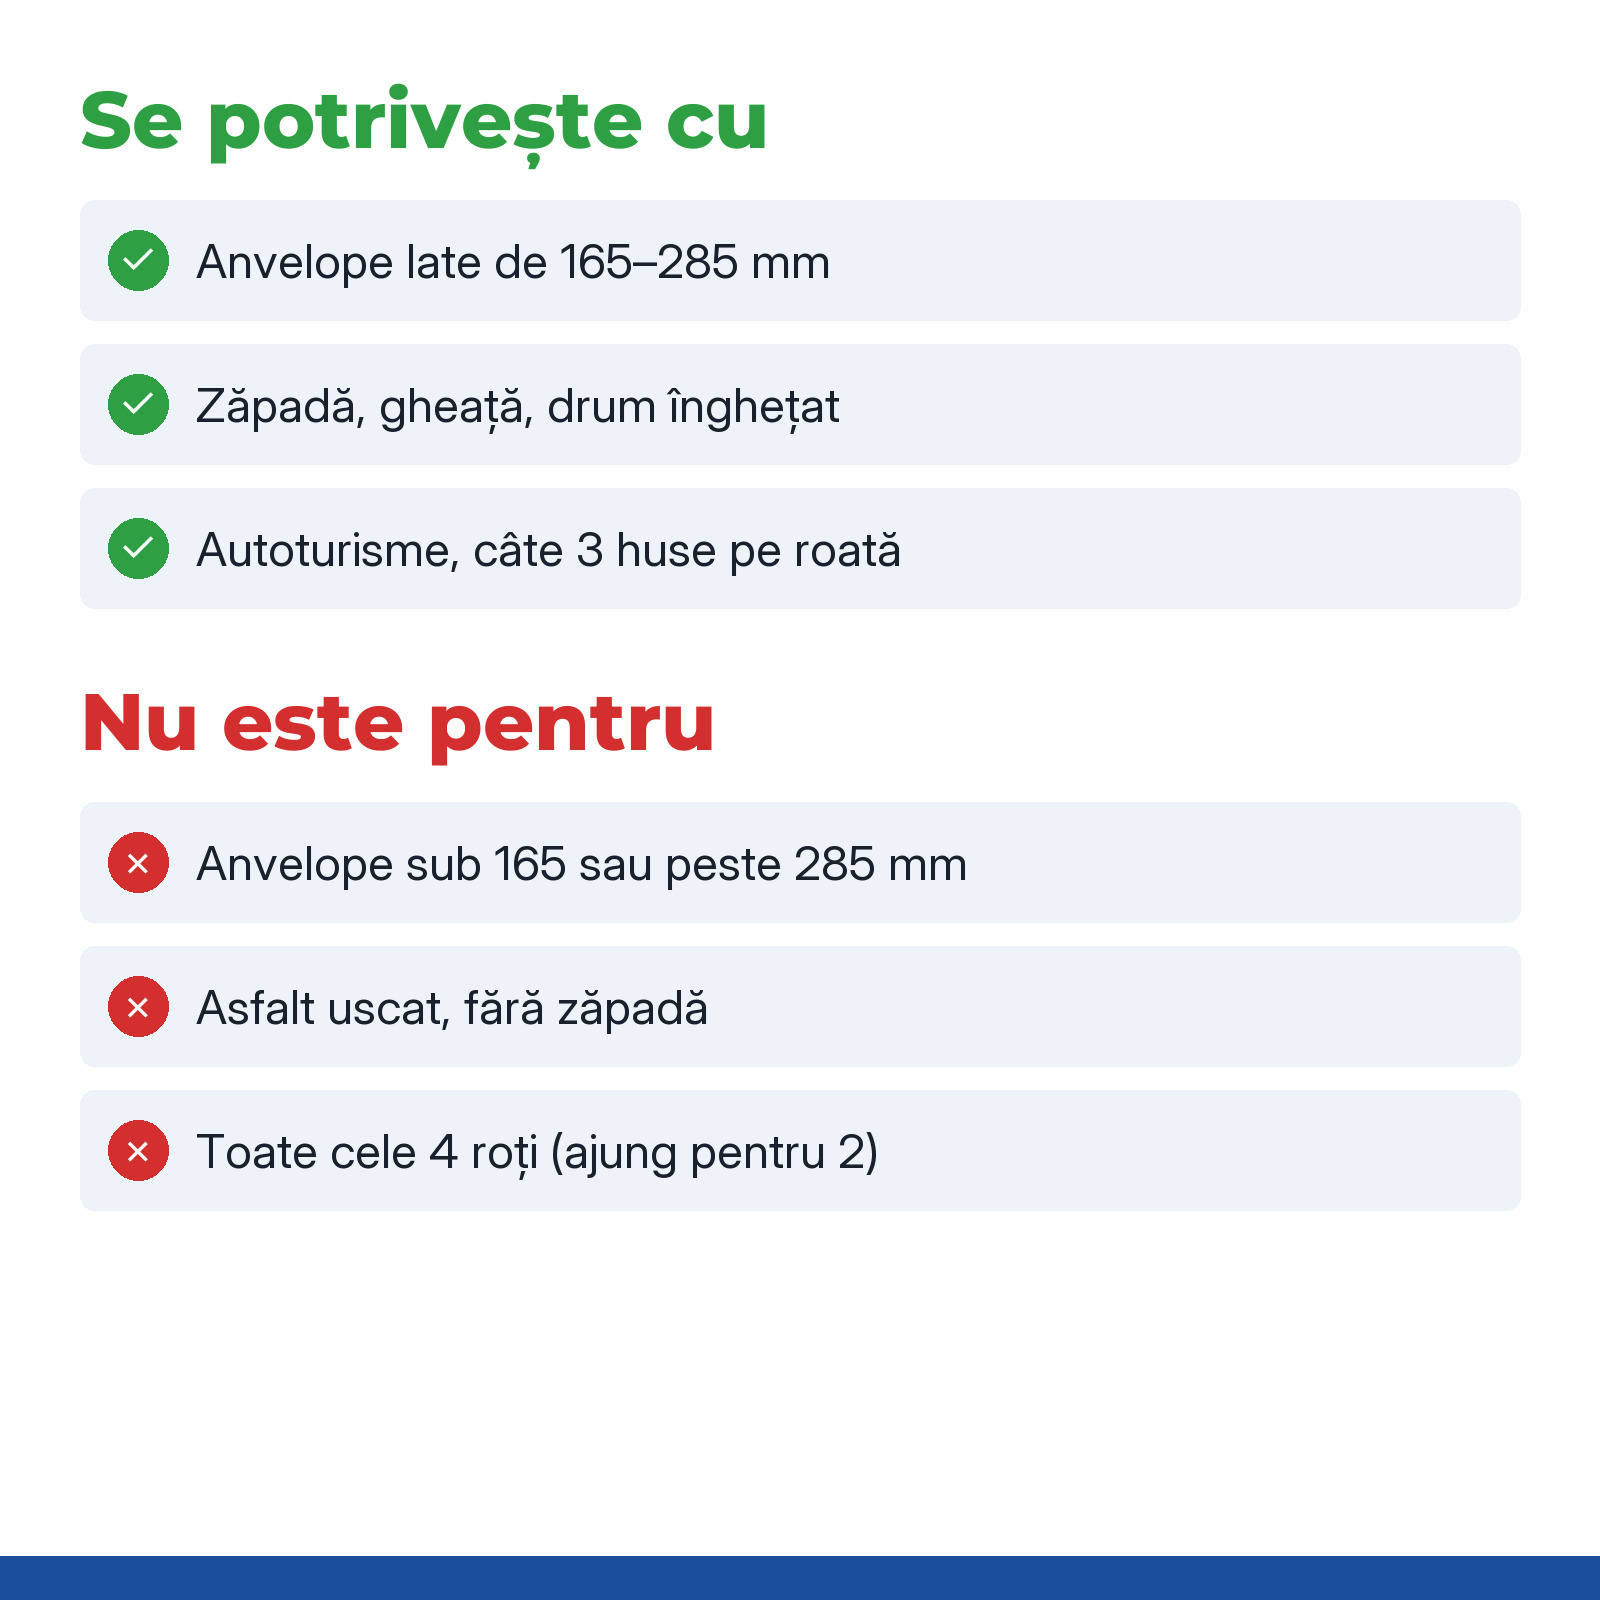 Se potrivește cu
Anvelope late de 165–285 mm
Zăpadă, gheață, drum înghețat
Autoturisme, câte 3 huse pe roată
Nu este pentru
Anvelope sub 165 sau peste 285 mm
Asfalt uscat, fără zăpadă
Toate cele 4 roți (ajung pentru 2)